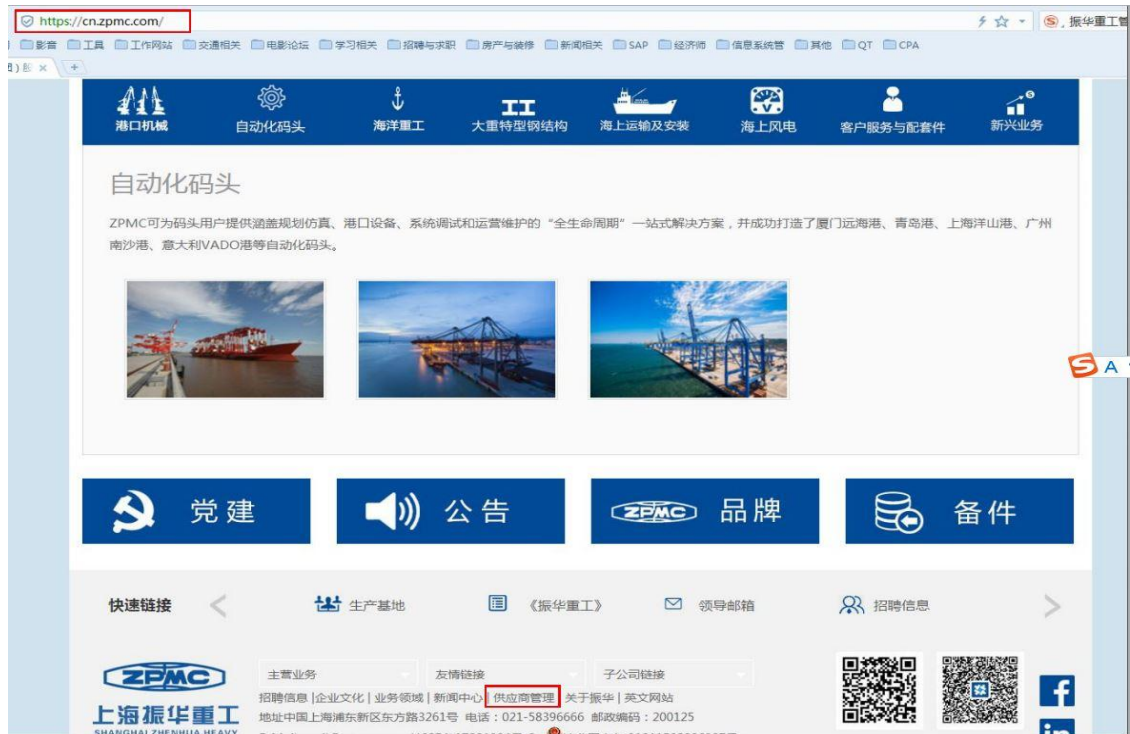 https://cn.zpmc.com/
振华重工管
影音 工具 工作网站 交通相关 电影论坛 学习相关 招聘与求职 房产与装修 新闻相关 SAP 经济师 信息系统管 其他 QT CPA
港口机械 自动化码头 海洋重工 大重特型钢结构 海上运输及安装 海上风电 客户服务与配套件 新兴业务
自动化码头
ZPMC可为码头用户提供涵盖规划仿真、港口设备、系统调试和运营维护的“全生命周期”一站式解决方案，并成功打造了厦门远海港、青岛港、上海洋山港、广州
南沙港、意大利VADO港等自动化码头。
S A
党建 公告 ZPMC 品牌 备件
快速链接 < 生产基地 《振华重工》 领导邮箱 招聘信息 >
ZPMC
主营业务 友情链接 子公司链接
招聘信息 |企业文化 | 业务领域 | 新闻中心 | 供应商管理 关于振华 | 英文网站
上海振华重工
地址中国上海浦东新区东方路3261号 电话：021-58396666 邮政编码：200125
SHANGHAI ZHENHUA HEAVY
f
in